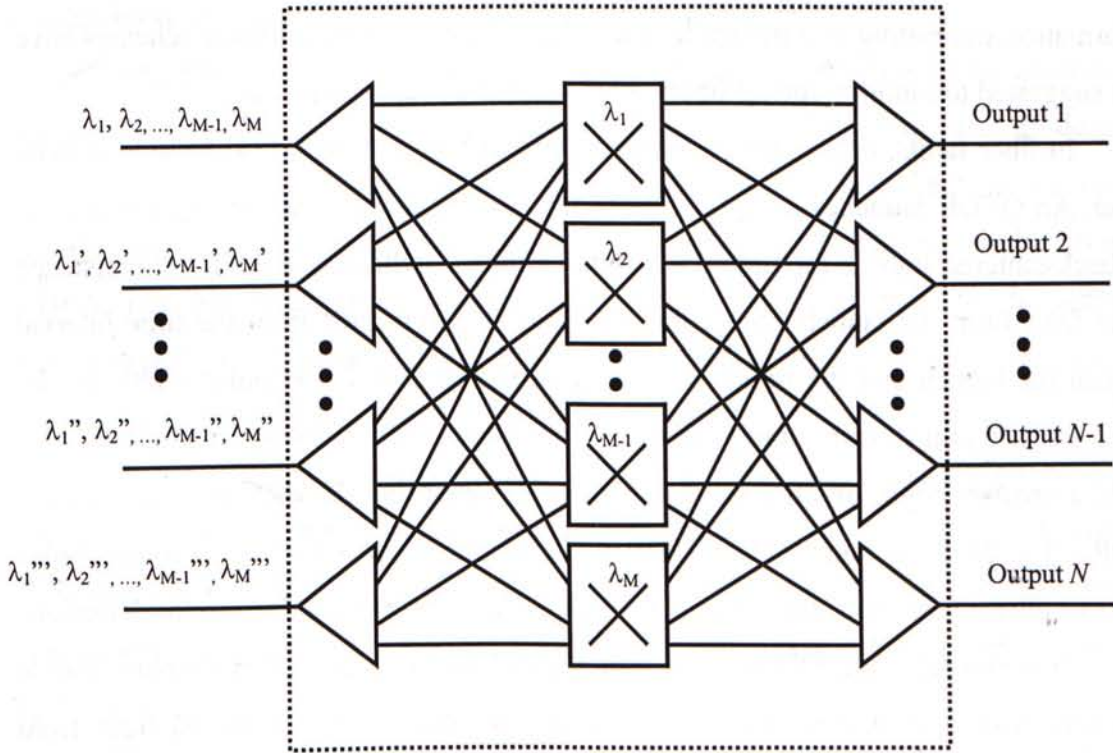 λ1, λ2, ..., λM-1, λM
λ1', λ2', ..., λM-1', λM'
λ1'', λ2'', ..., λM-1'', λM''
λ1''', λ2''', ..., λM-1''', λM'''
λ1
λ2
λM-1
λM
Output 1
Output 2
Output N-1
Output N